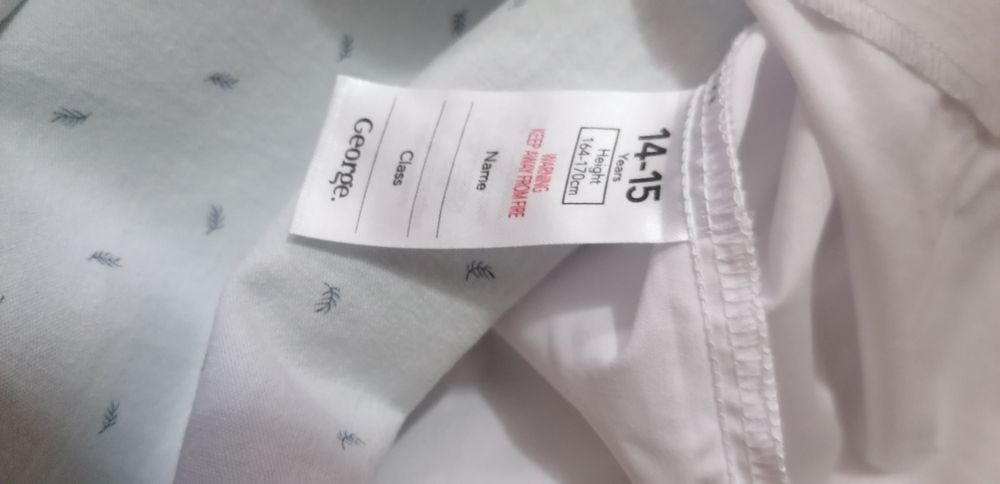 14-15
Years
Height
164-170cm
WARNING
KEEP AWAY FROM FIRE
Name
Class
George.